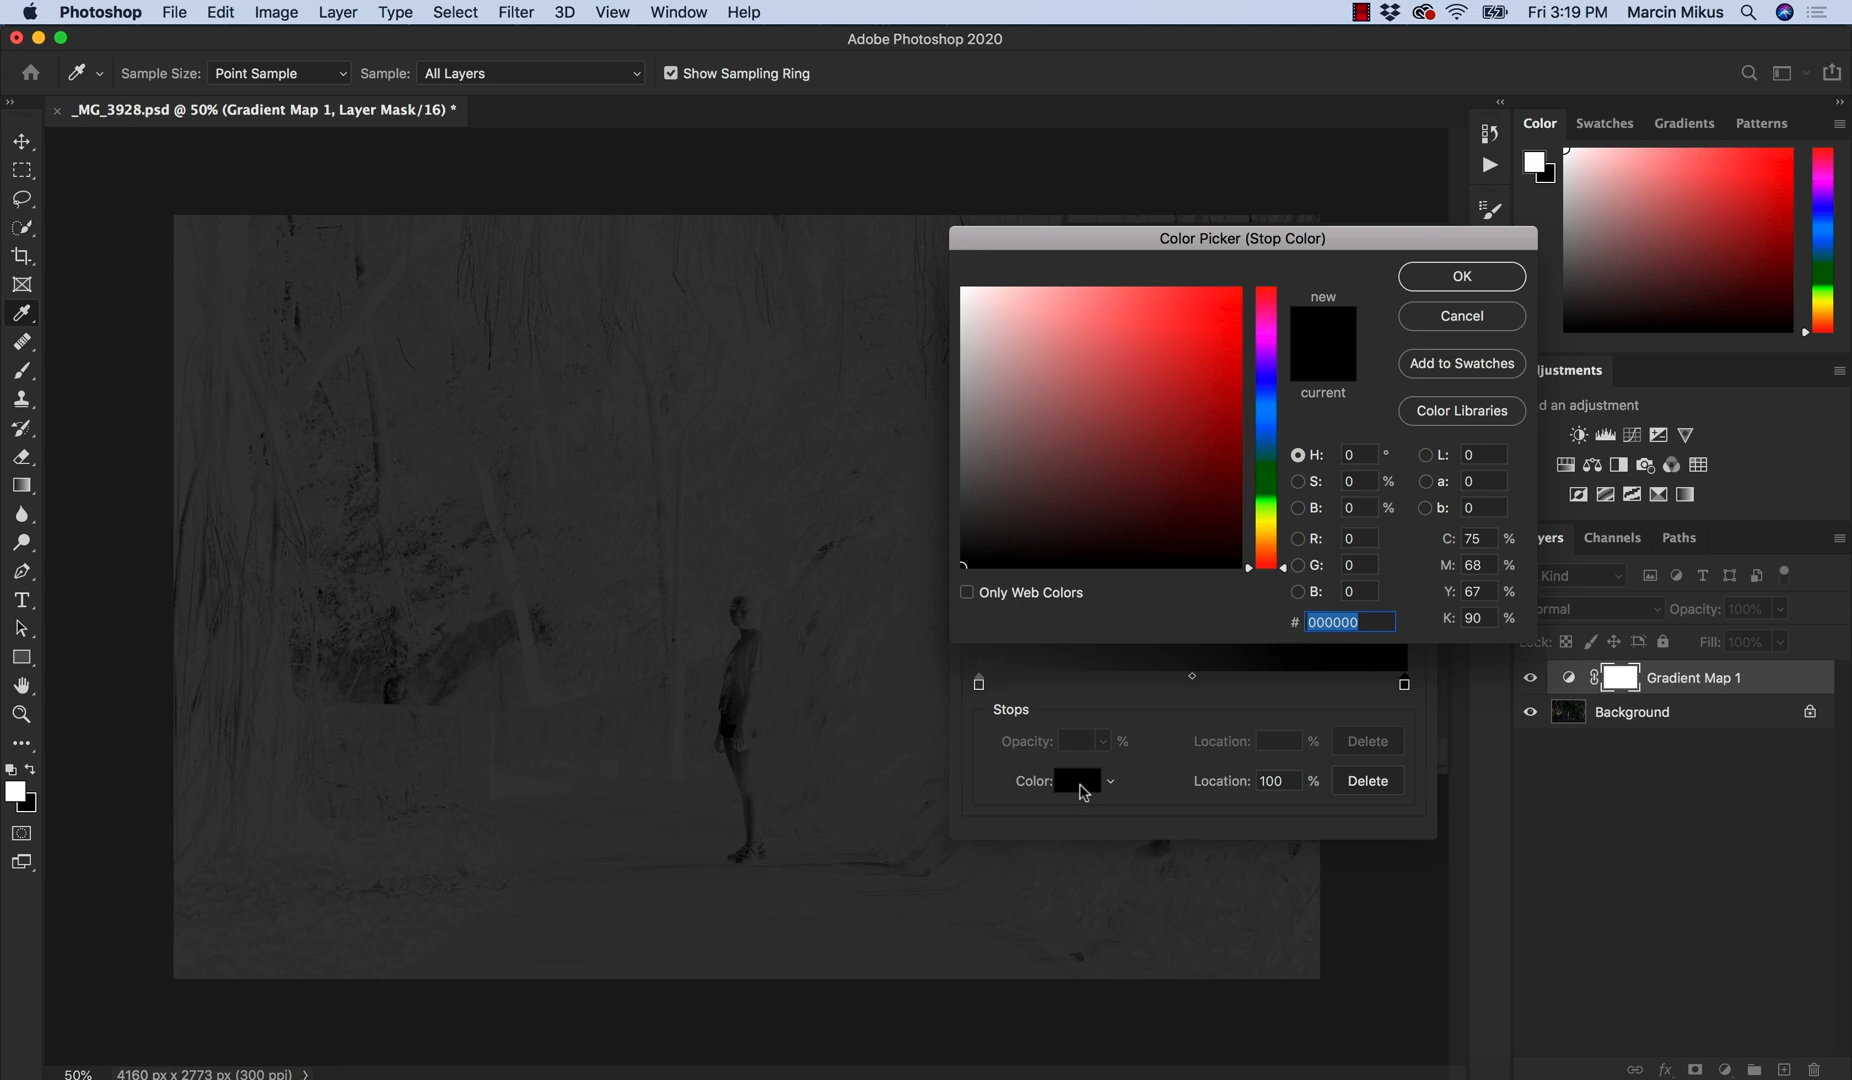 Photoshop File Edit Image Layer Type Select Filter 3D View Window Help Fri 3:19 PM Marcin Mikus
Adobe Photoshop 2020
Sample Size: Point Sample Sample: All Layers Show Sampling Ring
_MG_3928.psd @ 50% (Gradient Map 1, Layer Mask/16) *
Color Swatches Gradients Patterns
Color Picker (Stop Color)
new
current
OK
Cancel
Add to Swatches
Color Libraries
H: 0 ° L: 0
S: 0 % a: 0
B: 0 % b: 0
R: 0 C: 75 %
G: 0 M: 68 %
B: 0 Y: 67 %
# 000000 K: 90 %
Only Web Colors
Stops
Opacity: % Location: % Delete
Color: Location: 100 % Delete
justments
d an adjustment
yers Channels Paths
Kind
ormal Opacity: 100%
Lock: Fill: 100%
Gradient Map 1
Background
50% 4160 px x 2773 px (300 ppi)